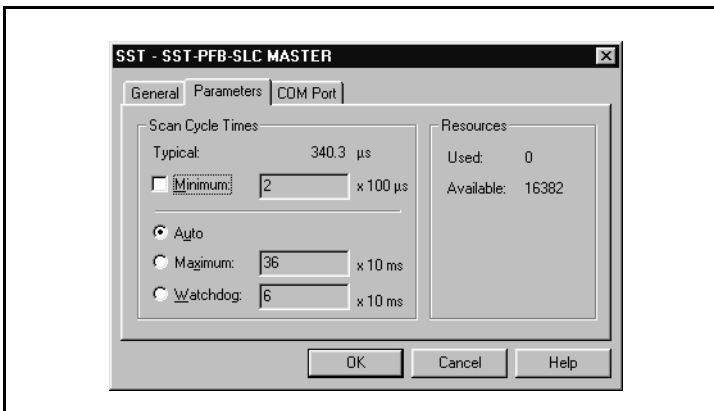 SST - SST-PFB-SLC MASTER
General Parameters COM Port
Scan Cycle Times
Typical: 340.3 µs
Minimum: 2 x 100 µs
Auto
Maximum: 36 x 10 ms
Watchdog: 6 x 10 ms
Resources
Used: 0
Available: 16382
OK Cancel Help